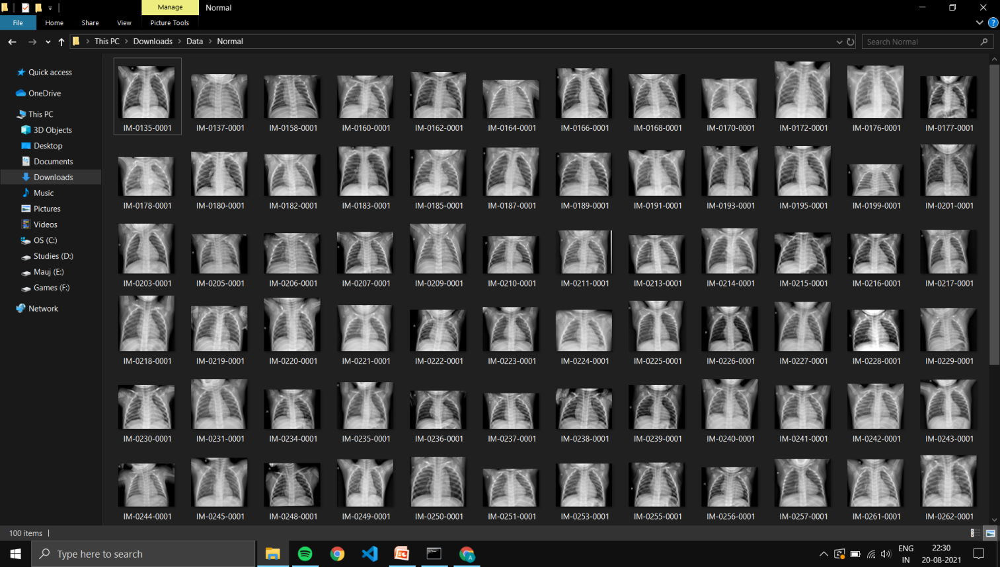 Manage
Normal
File
Home
Share
View
Picture Tools
This PC
Downloads
Data
Normal
Search Normal
Quick access
OneDrive
This PC
3D Objects
Desktop
Documents
Downloads
Music
Pictures
Videos
OS (C:)
Studies (D:)
Mauj (E:)
Games (F:)
Network
IM-0135-0001 IM-0137-0001 IM-0158-0001 IM-0160-0001 IM-0162-0001 IM-0164-0001 IM-0166-0001 IM-0168-0001 IM-0170-0001 IM-0172-0001 IM-0176-0001 IM-0177-0001
IM-0178-0001 IM-0180-0001 IM-0182-0001 IM-0183-0001 IM-0185-0001 IM-0187-0001 IM-0189-0001 IM-0191-0001 IM-0193-0001 IM-0195-0001 IM-0199-0001 IM-0201-0001
IM-0203-0001 IM-0205-0001 IM-0206-0001 IM-0207-0001 IM-0209-0001 IM-0210-0001 IM-0211-0001 IM-0213-0001 IM-0214-0001 IM-0215-0001 IM-0216-0001 IM-0217-0001
IM-0218-0001 IM-0219-0001 IM-0220-0001 IM-0221-0001 IM-0222-0001 IM-0223-0001 IM-0224-0001 IM-0225-0001 IM-0226-0001 IM-0227-0001 IM-0228-0001 IM-0229-0001
IM-0230-0001 IM-0231-0001 IM-0234-0001 IM-0235-0001 IM-0236-0001 IM-0237-0001 IM-0238-0001 IM-0239-0001 IM-0240-0001 IM-0241-0001 IM-0242-0001 IM-0243-0001
IM-0244-0001 IM-0245-0001 IM-0248-0001 IM-0249-0001 IM-0250-0001 IM-0251-0001 IM-0253-0001 IM-0255-0001 IM-0256-0001 IM-0257-0001 IM-0261-0001 IM-0262-0001
100 items
Type here to search
ENG
IN
22:30
20-08-2021